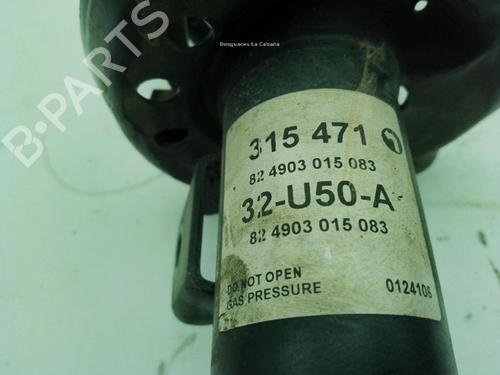 Desguaces La Cabaña
B-PARTS
315 471
82 4903 015 083
32-U50-A
82 4903 015 083
DO NOT OPEN
GAS PRESSURE
0124106